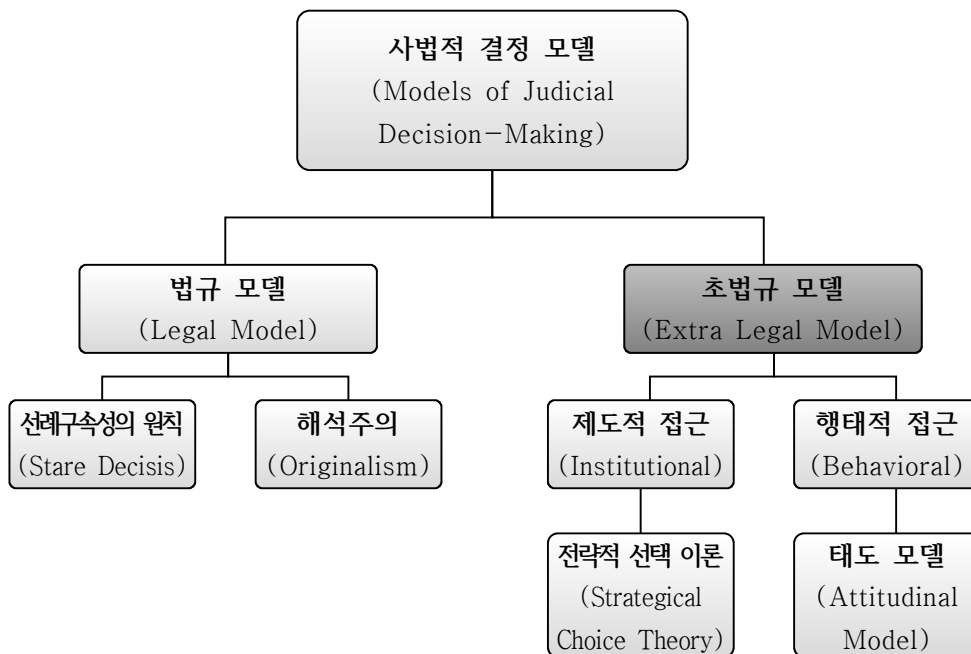 사법적 결정 모델
(Models of Judicial
Decision-Making)
법규 모델
(Legal Model)
초법규 모델
(Extra Legal Model)
선례구속성의 원칙
(Stare Decisis)
해석주의
(Originalism)
제도적 접근
(Institutional)
행태적 접근
(Behavioral)
전략적 선택 이론
(Strategical
Choice Theory)
태도 모델
(Attitudinal
Model)